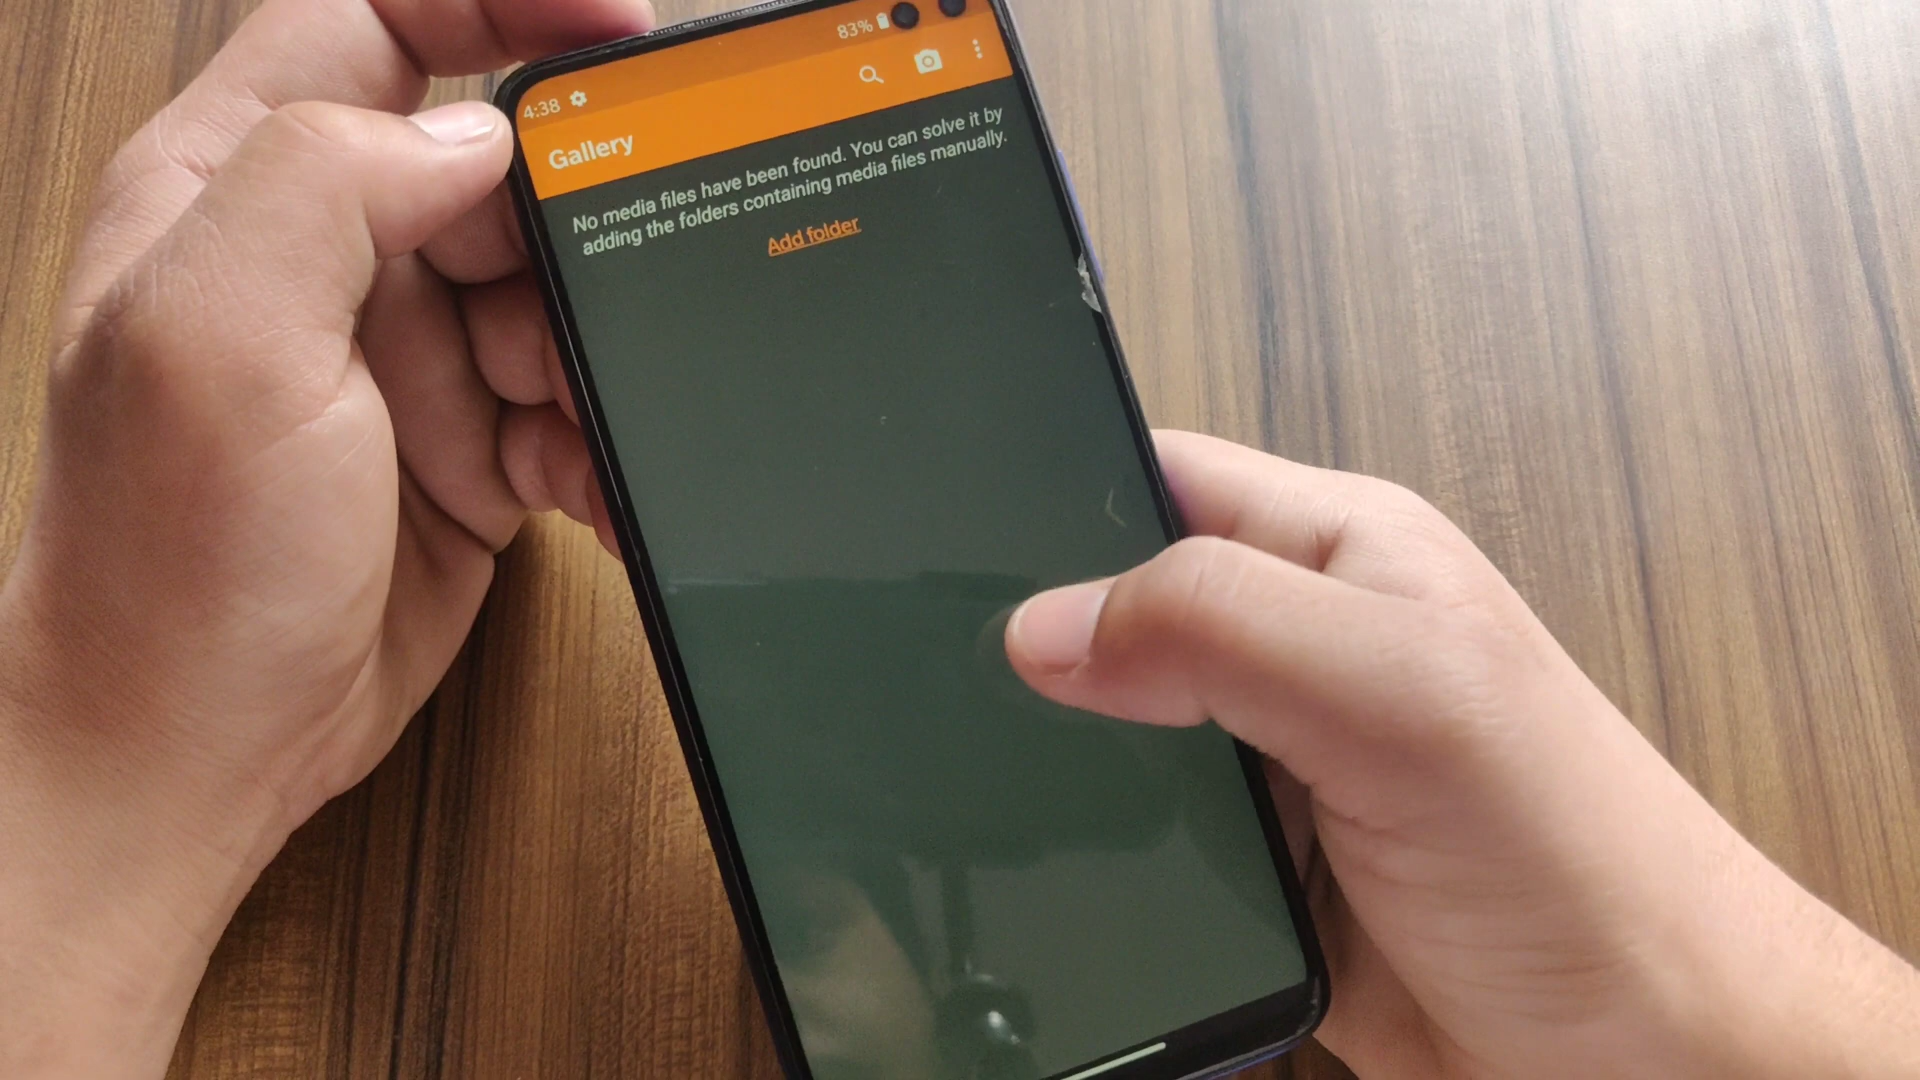 4:38
83%
Gallery
No media files have been found. You can solve it by
adding the folders containing media files manually.
Add folder